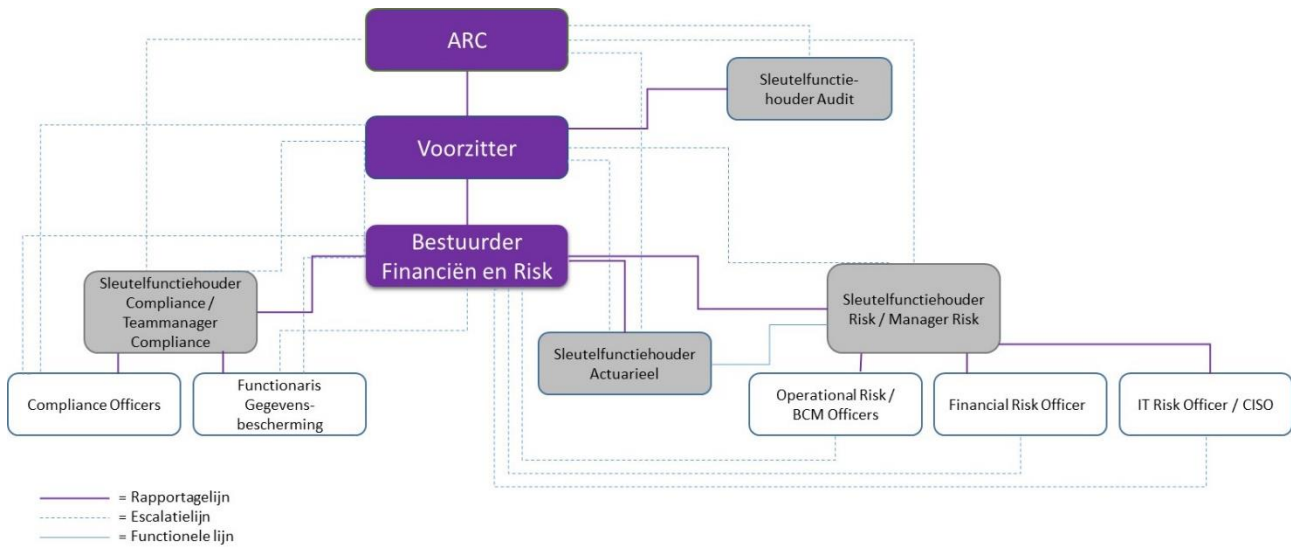 ARC
Sleutelfunctie-
houder Audit
Voorzitter
Bestuurder
Financiën en Risk
Sleutelfunctiehouder
Compliance /
Teammanager
Compliance
Sleutelfunctiehouder
Risk / Manager Risk
Sleutelfunctiehouder
Actuarieel
Compliance Officers
Functionaris
Gegevens-
bescherming
Operational Risk /
BCM Officers
Financial Risk Officer
IT Risk Officer / CISO
= Rapportagelijn
= Escalatielijn
= Functionele lijn